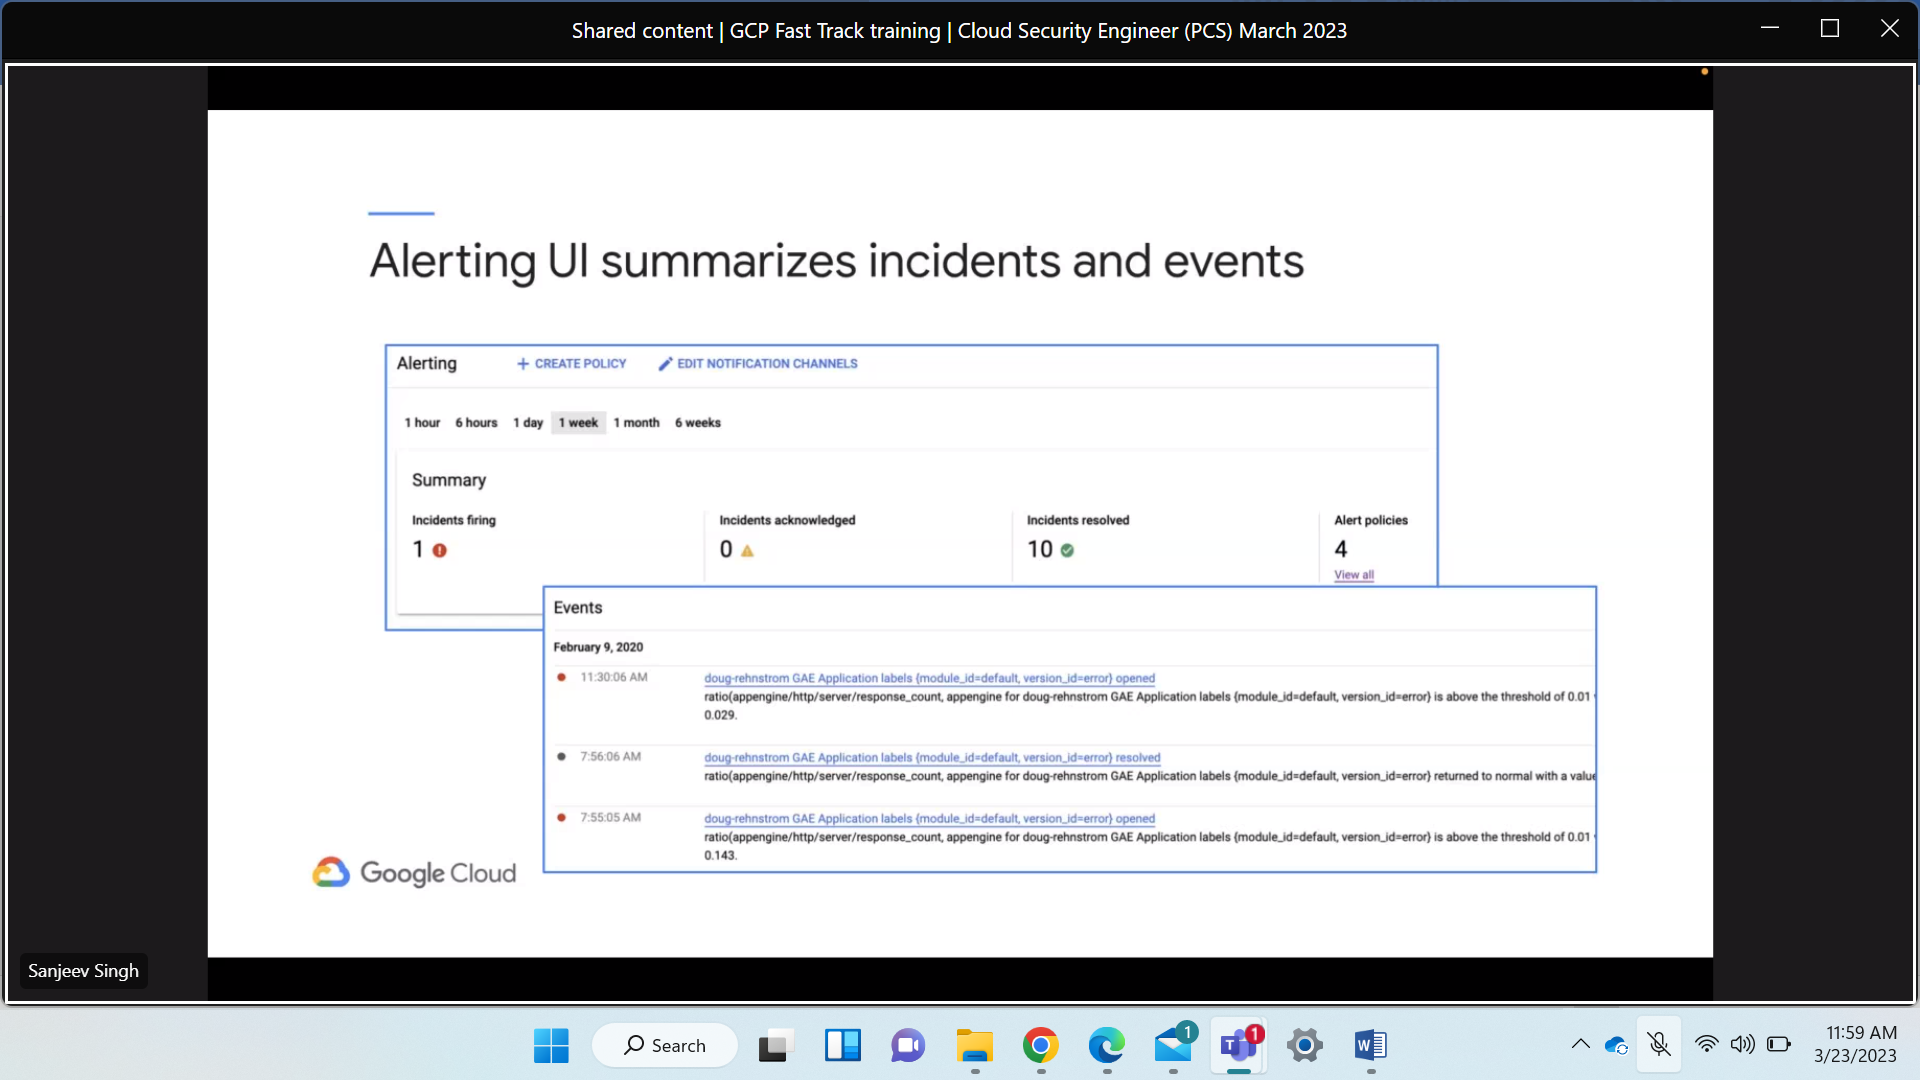 Shared content | GCP Fast Track training | Cloud Security Engineer (PCS) March 2023
Alerting UI summarizes incidents and events
Alerting + CREATE POLICY EDIT NOTIFICATION CHANNELS
1 hour 6 hours 1 day 1 week 1 month 6 weeks
Summary
Incidents firing Incidents acknowledged Incidents resolved Alert policies
1 0 10 4
View all
Events
February 9, 2020
11:30:06 AM doug-rehnstrom GAE Application labels {module_id=default, version_id=error} opened
ratio(appengine/http/server/response_count, appengine for doug-rehnstrom GAE Application labels {module_id=default, version_id=error} is above the threshold of 0.01
0.029.
7:56:06 AM doug-rehnstrom GAE Application labels {module_id=default, version_id=error} resolved
ratio(appengine/http/server/response_count, appengine for doug-rehnstrom GAE Application labels {module_id=default, version_id=error} returned to normal with a value
7:55:05 AM doug-rehnstrom GAE Application labels {module_id=default, version_id=error} opened
ratio(appengine/http/server/response_count, appengine for doug-rehnstrom GAE Application labels {module_id=default, version_id=error} is above the threshold of 0.01
0.143.
Google Cloud
Sanjeev Singh
Search
1
1
11:59 AM
3/23/2023